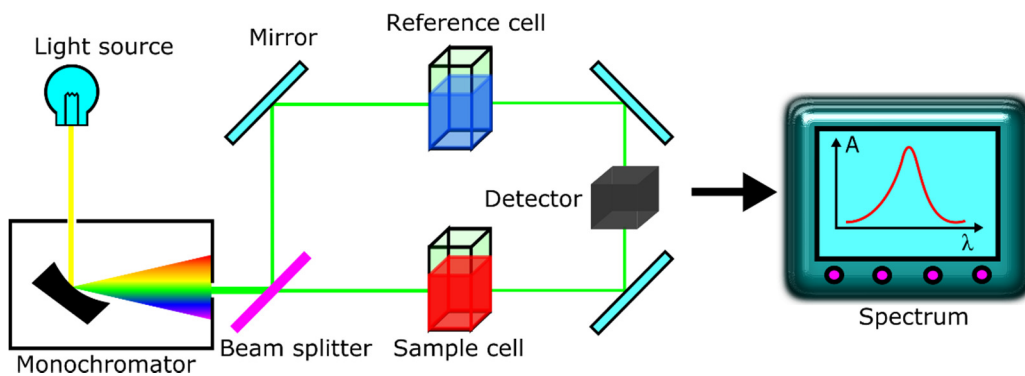 Light source
Mirror
Reference cell
Detector
A
λ
Monochromator
Beam splitter
Sample cell
Spectrum